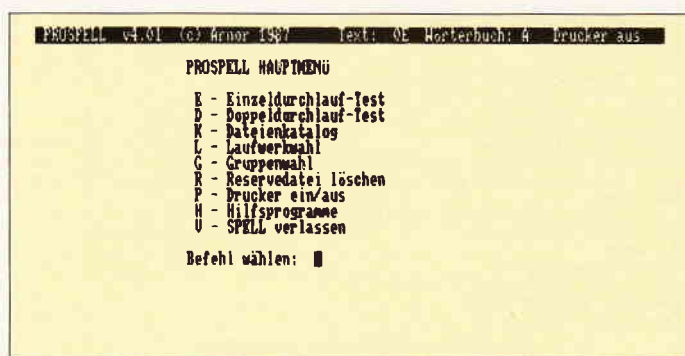 PROSPELL v4.01 (c) Arnor 1987 Text: 0E Wörterbuch: A Drucker aus
PROSPELL HAUPTMENÜ
E - Einzeldurchlauf-Test
D - Doppeldurchlauf-Test
K - Dateienkatalog
L - Laufwerkwahl
G - Gruppenwahl
R - Reservedatei löschen
P - Drucker ein/aus
H - Hilfsprogramme
V - SPELL verlassen
Befehl wählen: